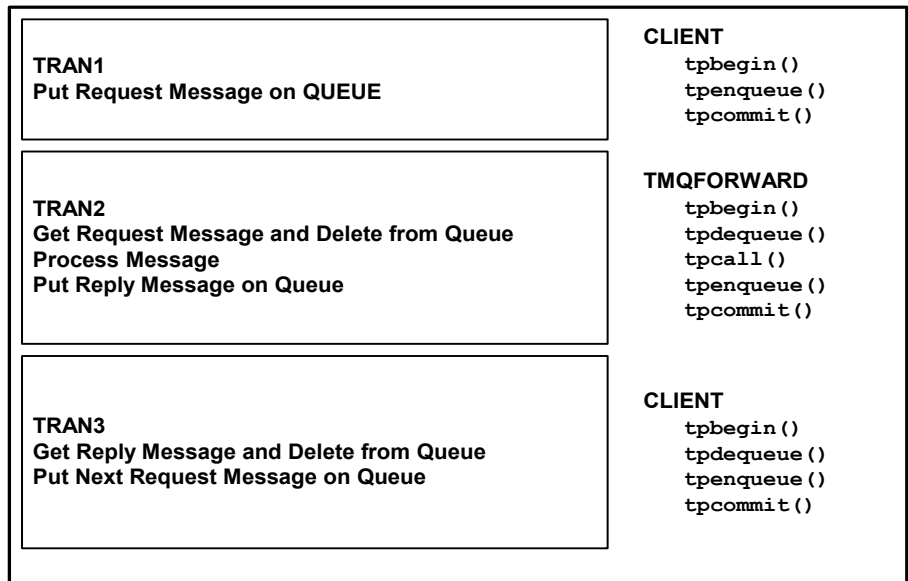 TRAN1
Put Request Message on QUEUE
CLIENT
tpbegin()
tpenqueue()
tpcommit()
TRAN2
Get Request Message and Delete from Queue
Process Message
Put Reply Message on Queue
TMQFORWARD
tpbegin()
tpdequeue()
tpcall()
tpenqueue()
tpcommit()
TRAN3
Get Reply Message and Delete from Queue
Put Next Request Message on Queue
CLIENT
tpbegin()
tpdequeue()
tpenqueue()
tpcommit()